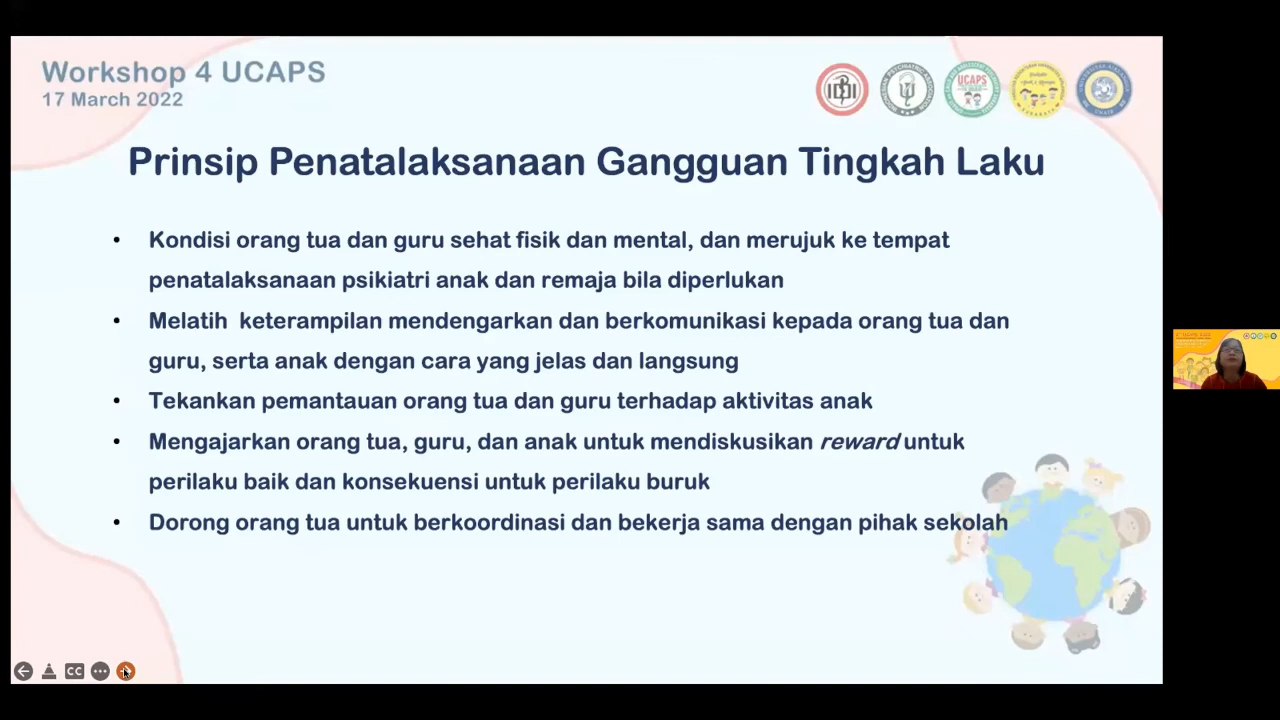 Workshop 4 UCAPS
17 March 2022
UCAPS
Prinsip Penatalaksanaan Gangguan Tingkah Laku
• Kondisi orang tua dan guru sehat fisik dan mental, dan merujuk ke tempat
penatalaksanaan psikiatri anak dan remaja bila diperlukan
• Melatih keterampilan mendengarkan dan berkomunikasi kepada orang tua dan
guru, serta anak dengan cara yang jelas dan langsung
• Tekankan pemantauan orang tua dan guru terhadap aktivitas anak
• Mengajarkan orang tua, guru, dan anak untuk mendiskusikan reward untuk
perilaku baik dan konsekuensi untuk perilaku buruk
• Dorong orang tua untuk berkoordinasi dan bekerja sama dengan pihak sekolah
CC